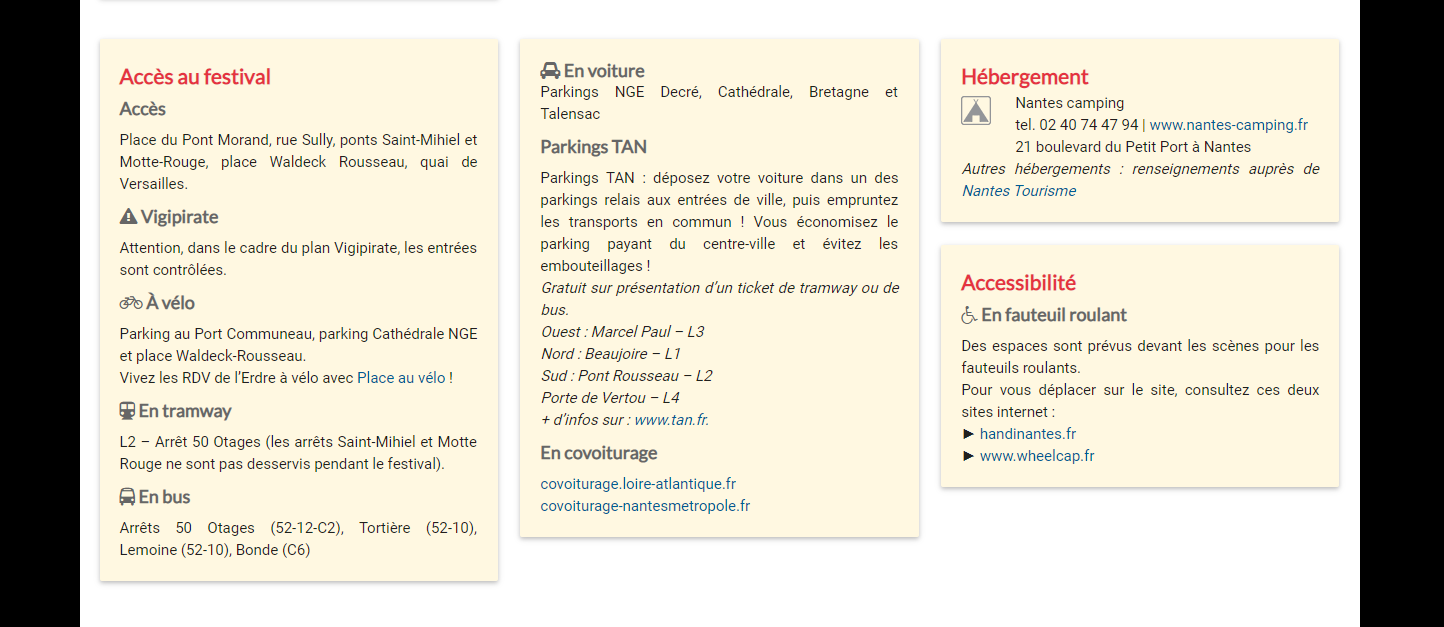 Accès au festival
Accès
Place du Pont Morand, rue Sully, ponts Saint-Mihiel et
Motte-Rouge, place Waldeck Rousseau, quai de
Versailles.
Vigipirate
Attention, dans le cadre du plan Vigipirate, les entrées
sont contrôlées.
À vélo
Parking au Port Communeau, parking Cathédrale NGE
et place Waldeck-Rousseau.
Vivez les RDV de l’Erdre à vélo avec Place au vélo !
En tramway
L2 – Arrêt 50 Otages (les arrêts Saint-Mihiel et Motte
Rouge ne sont pas desservis pendant le festival).
En bus
Arrêts 50 Otages (52-12-C2), Tortière (52-10),
Lemoine (52-10), Bonde (C6)
En voiture
Parkings NGE Decré, Cathédrale, Bretagne et
Talensac
Parkings TAN
Parkings TAN : déposez votre voiture dans un des
parkings relais aux entrées de ville, puis empruntez
les transports en commun ! Vous économisez le
parking payant du centre-ville et évitez les
embouteillages !
Gratuit sur présentation d’un ticket de tramway ou de
bus.
Ouest : Marcel Paul – L3
Nord : Beaujoire – L1
Sud : Pont Rousseau – L2
Porte de Vertou – L4
+ d’infos sur : www.tan.fr.
En covoiturage
covoiturage.loire-atlantique.fr
covoiturage-nantesmetropole.fr
Hébergement
Nantes camping
tel. 02 40 74 47 94 | www.nantes-camping.fr
21 boulevard du Petit Port à Nantes
Autres hébergements : renseignements auprès de
Nantes Tourisme
Accessibilité
En fauteuil roulant
Des espaces sont prévus devant les scènes pour les
fauteuils roulants.
Pour vous déplacer sur le site, consultez ces deux
sites internet :
► handinantes.fr
► www.wheelcap.fr